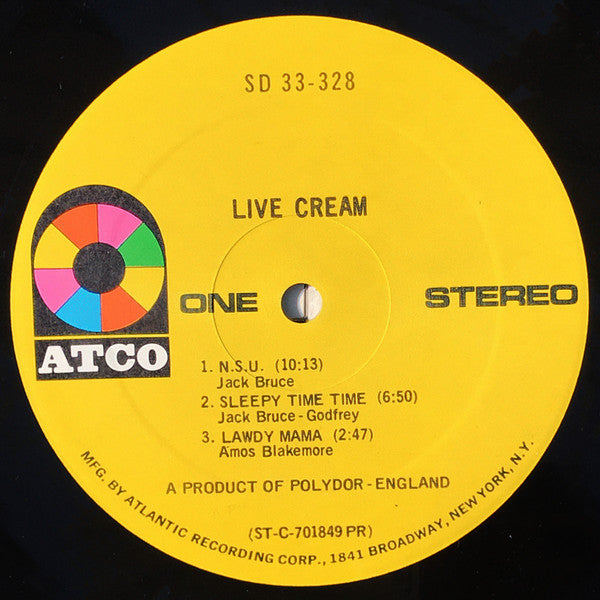 SD 33-328
LIVE CREAM
ATCO
ONE
STEREO
1. N.S.U. (10:13)
Jack Bruce
2. SLEEPY TIME TIME (6:50)
Jack Bruce - Godfrey
3. LAWDY MAMA (2:47)
Amos Blakemore
A PRODUCT OF POLYDOR - ENGLAND
(ST-C-701849 PR)
MFG. BY ATLANTIC RECORDING CORP., 1841 BROADWAY, NEW YORK, N.Y.